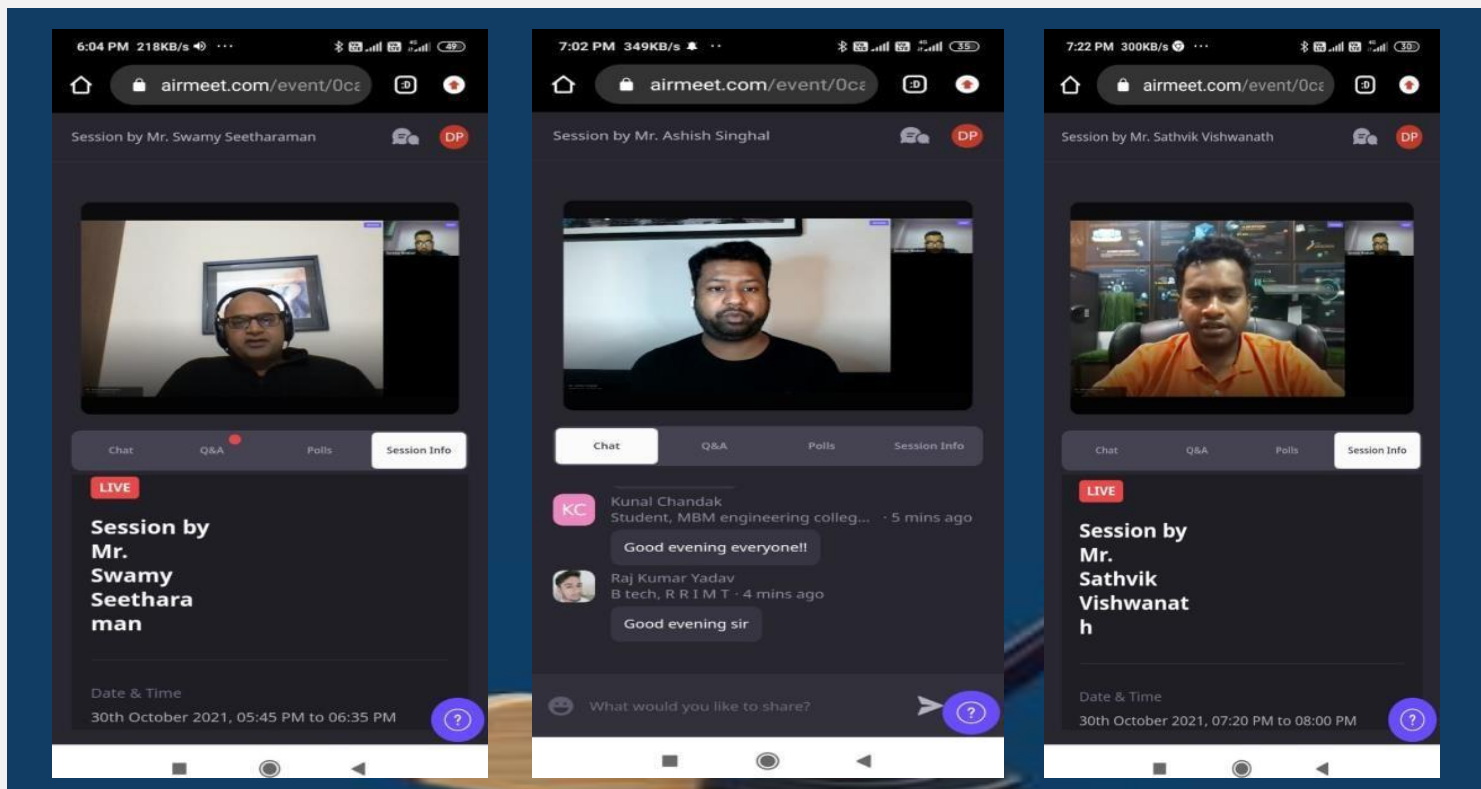 6:04 PM 218KB/s ...
49
airmeet.com/event/0ca
:D
Session by Mr. Swamy Seetharaman
DP
Chat
Q&A
Polls
Session Info
LIVE
Session by
Mr.
Swamy
Seethara
man
Date & Time
30th October 2021, 05:45 PM to 06:35 PM
?
7:02 PM 349KB/s ..
4G
35
airmeet.com/event/0ca
:D
Session by Mr. Ashish Singhal
DP
Chat
Q&A
Polls
Session Info
KC
Kunal Chandak
Student, MBM engineering colleg... · 5 mins ago
Good evening everyone!!
Raj Kumar Yadav
B tech, R R I M T · 4 mins ago
Good evening sir
What would you like to share?
?
7:22 PM 300KB/s ...
4G
30
airmeet.com/event/0ca
:D
Session by Mr. Sathvik Vishwanath
DP
Chat
Q&A
Polls
Session Info
LIVE
Session by
Mr.
Sathvik
Vishwanat
h
Date & Time
30th October 2021, 07:20 PM to 08:00 PM
?